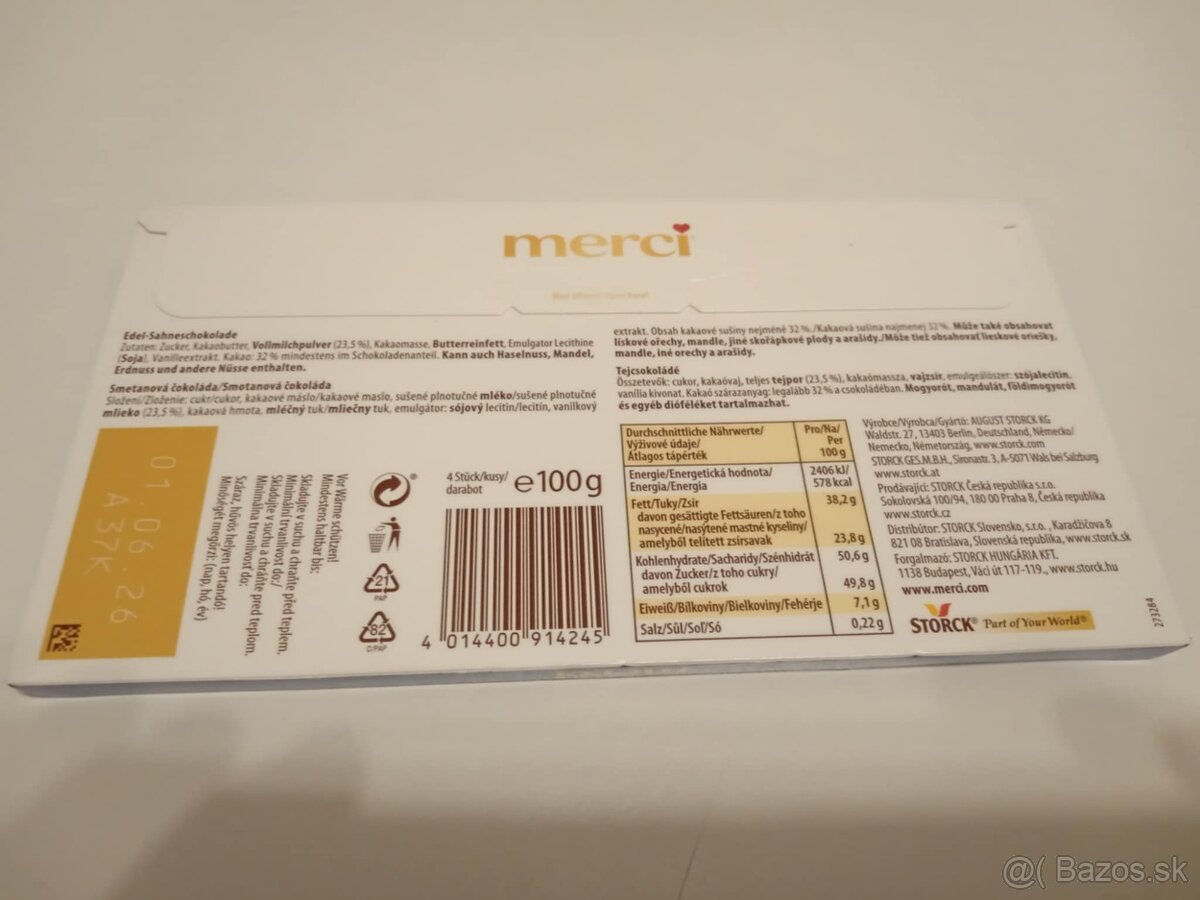 merci
Edel-Sahneschokolade
Zutaten: Zucker, Kakaobutter, Vollmilchpulver (23,5 %), Kakaomasse, Butterreinfett, Emulgator Lecithine
(Soja), Vanilleextrakt. Kakao: 32 % mindestens im Schokoladenanteil. Kann auch Haselnuss, Mandel,
Erdnuss und andere Nüsse enthalten.
Smetanová čokoláda/Smotanová čokoláda
Složení/Zloženie: cukr/cukor, kakaové máslo/kakaové maslo, sušené plnotučné mléko/sušené plnotučné
mlieko (23,5 %), kakaová hmota, mléčný tuk/mliečny tuk, emulgátor: sójový lecitin/lecitín, vanilkový
extrakt. Obsah kakaové sušiny nejméně 32 %./Kakaová sušina najmenej 32 %. Může také obsahovat
lískové ořechy, mandle, jiné skořápkové plody a arašídy./Môže tiež obsahovať lieskové oriešky,
mandle, iné orechy a arašidy.
Tejcsokoládé
Összetevők: cukor, kakaóvaj, teljes tejpor (23,5 %), kakaómassza, vajzsír, emulgeálószer: szójalecitin,
vanília kivonat. Kakaó szárazanyag: legalább 32 % a csokoládéban. Mogyorót, mandulát, földimogyorót
és egyéb dióféléket tartalmazhat.
01.06.26
A 37K
Vor Wärme schützen!
Mindestens haltbar bis:
Skladujte v suchu a chraňte před teplem.
Minimální trvanlivost do:/
Skladujte v suchu a chráňte pred teplom.
Minimálna trvanlivosť do:
Száraz, hűvös helyen tartandó!
Minőségét megőrzi: (nap, hó, év)
21
PAP
82
C/PAP
4 Stück/kusy/
darabot
e 100g
4 014400 914245
Durchschnittliche Nährwerte/
Výživové údaje/
Átlagos tápérték
Pro/Na/
Per
100 g
Energie/Energetická hodnota/
Energia/Energia
2406 kJ/
578 kcal
Fett/Tuky/Zsír
38,2 g
davon gesättigte Fettsäuren/z toho
nasycené/nasýtené mastné kyseliny/
amelyből telített zsírsavak
23,8 g
Kohlenhydrate/Sacharidy/Szénhidrát
50,6 g
davon Zucker/z toho cukry/
amelyből cukrok
49,8 g
Eiweiß/Bílkoviny/Bielkoviny/Fehérje
7,1 g
Salz/Sůl/Soľ/Só
0,22 g
Výrobce/Výrobca/Gyártó: AUGUST STORCK KG
Waldstr. 27, 13403 Berlin, Deutschland, Německo/
Nemecko, Németország, www.storck.com
STORCK GES.M.B.H., Sironastr. 3, A-5071 Wals bei Salzburg
www.storck.at
Prodávající: STORCK Česká republika s.r.o.
Sokolovská 100/94, 180 00 Praha 8, Česká republika
www.storck.cz
Distribútor: STORCK Slovensko, s.r.o., Karadžičova 8
821 08 Bratislava, Slovenská republika, www.storck.sk
Forgalmazó: STORCK HUNGÁRIA KFT.
1138 Budapest, Váci út 117-119., www.storck.hu
www.merci.com
STORCK® Part of Your World®
273284
@( Bazos.sk